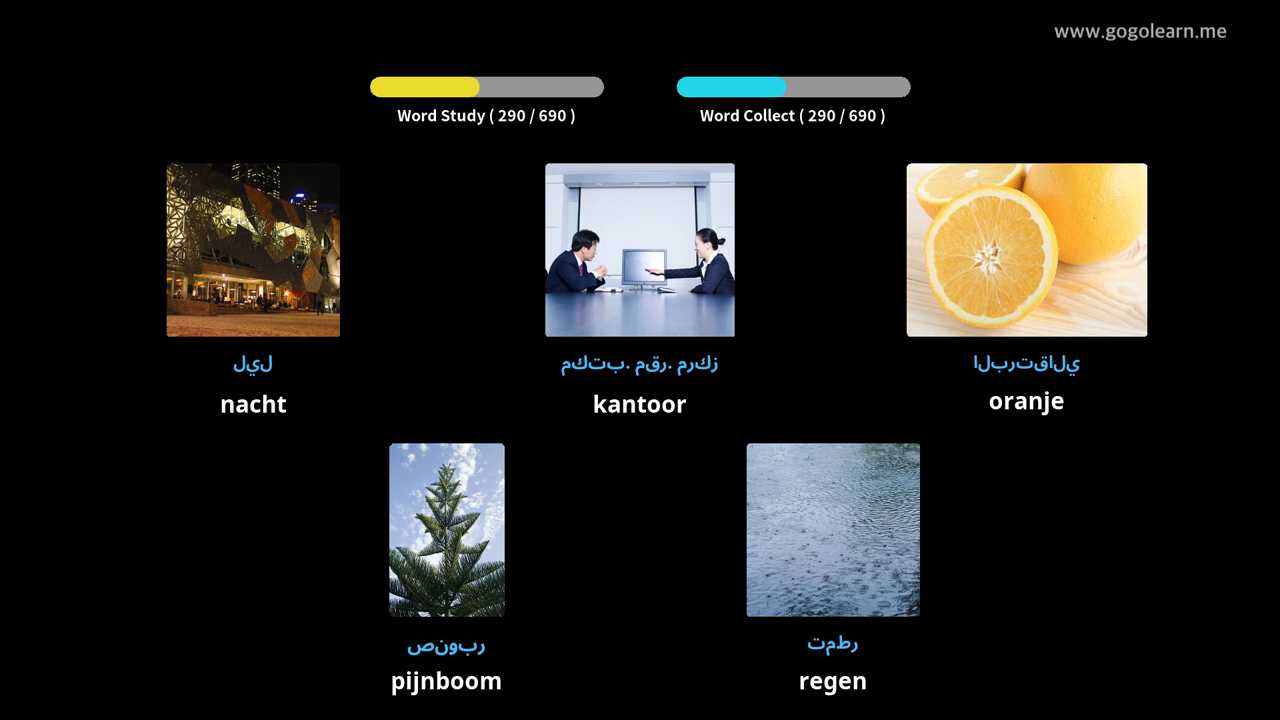 www.gogolearn.me
Word Study ( 290 / 690 )
Word Collect ( 290 / 690 )
ليل
nacht
مكتب. مقر. مركز
kantoor
البرتقالي
oranje
صنوبر
pijnboom
تمطر
regen